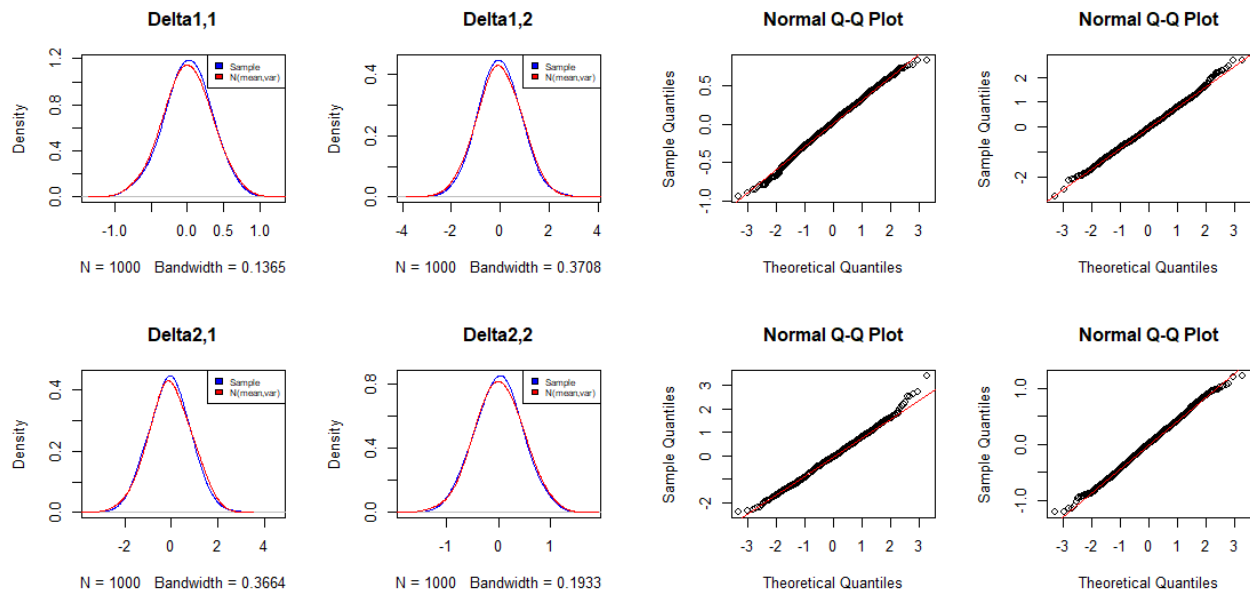 Delta1,1
Density
0.0 0.4 0.8 1.2
Sample
N(mean,var)
-1.0 0.0 0.5 1.0
N = 1000 Bandwidth = 0.1365
Delta1,2
Density
0.0 0.2 0.4
Sample
N(mean,var)
-4 -2 0 2 4
N = 1000 Bandwidth = 0.3708
Normal Q-Q Plot
Sample Quantiles
-1.0 -0.5 0.0 0.5
-3 -2 -1 0 1 2 3
Theoretical Quantiles
Normal Q-Q Plot
Sample Quantiles
-2 0 1 2
-3 -2 -1 0 1 2 3
Theoretical Quantiles
Delta2,1
Density
0.0 0.2 0.4
Sample
N(mean,var)
-2 0 2 4
N = 1000 Bandwidth = 0.3664
Delta2,2
Density
0.0 0.4 0.8
Sample
N(mean,var)
-1 0 1
N = 1000 Bandwidth = 0.1933
Normal Q-Q Plot
Sample Quantiles
-2 0 1 2 3
-3 -2 -1 0 1 2 3
Theoretical Quantiles
Normal Q-Q Plot
Sample Quantiles
-1.0 0.0 1.0
-3 -2 -1 0 1 2 3
Theoretical Quantiles